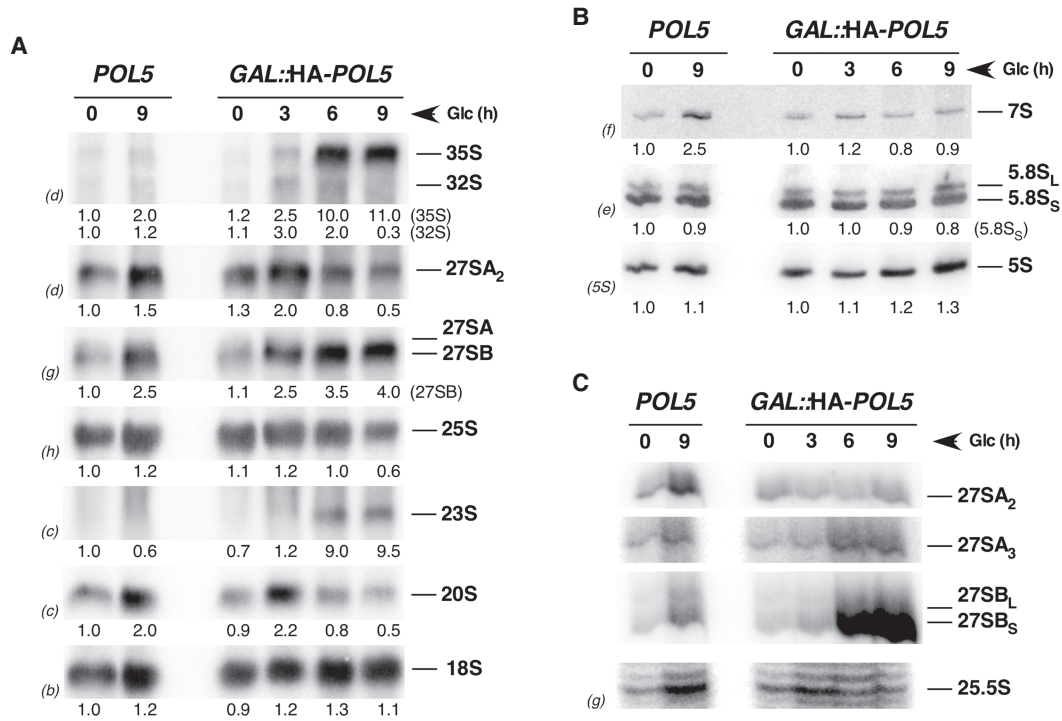 A
POL5 GAL::HA-POL5
0 9 0 3 6 9 Glc (h)
35S
32S
(d)
1.0 2.0 1.2 2.5 10.0 11.0 (35S)
1.0 1.2 1.1 3.0 2.0 0.3 (32S)
27SA2
(d)
1.0 1.5 1.3 2.0 0.8 0.5
27SA
27SB
(g)
1.0 2.5 1.1 2.5 3.5 4.0 (27SB)
25S
(h)
1.0 1.2 1.1 1.2 1.0 0.6
23S
(c)
1.0 0.6 0.7 1.2 9.0 9.5
20S
(c)
1.0 2.0 0.9 2.2 0.8 0.5
18S
(b)
1.0 1.2 0.9 1.2 1.3 1.1
B
POL5 GAL::HA-POL5
0 9 0 3 6 9 Glc (h)
7S
(f)
1.0 2.5 1.0 1.2 0.8 0.9
5.8SL
5.8SS
(e)
1.0 0.9 1.0 1.0 0.9 0.8 (5.8SS)
5S
(5S)
1.0 1.1 1.0 1.1 1.2 1.3
C
POL5 GAL::HA-POL5
0 9 0 3 6 9 Glc (h)
27SA2
27SA3
27SBL
27SBS
25.5S
(g)